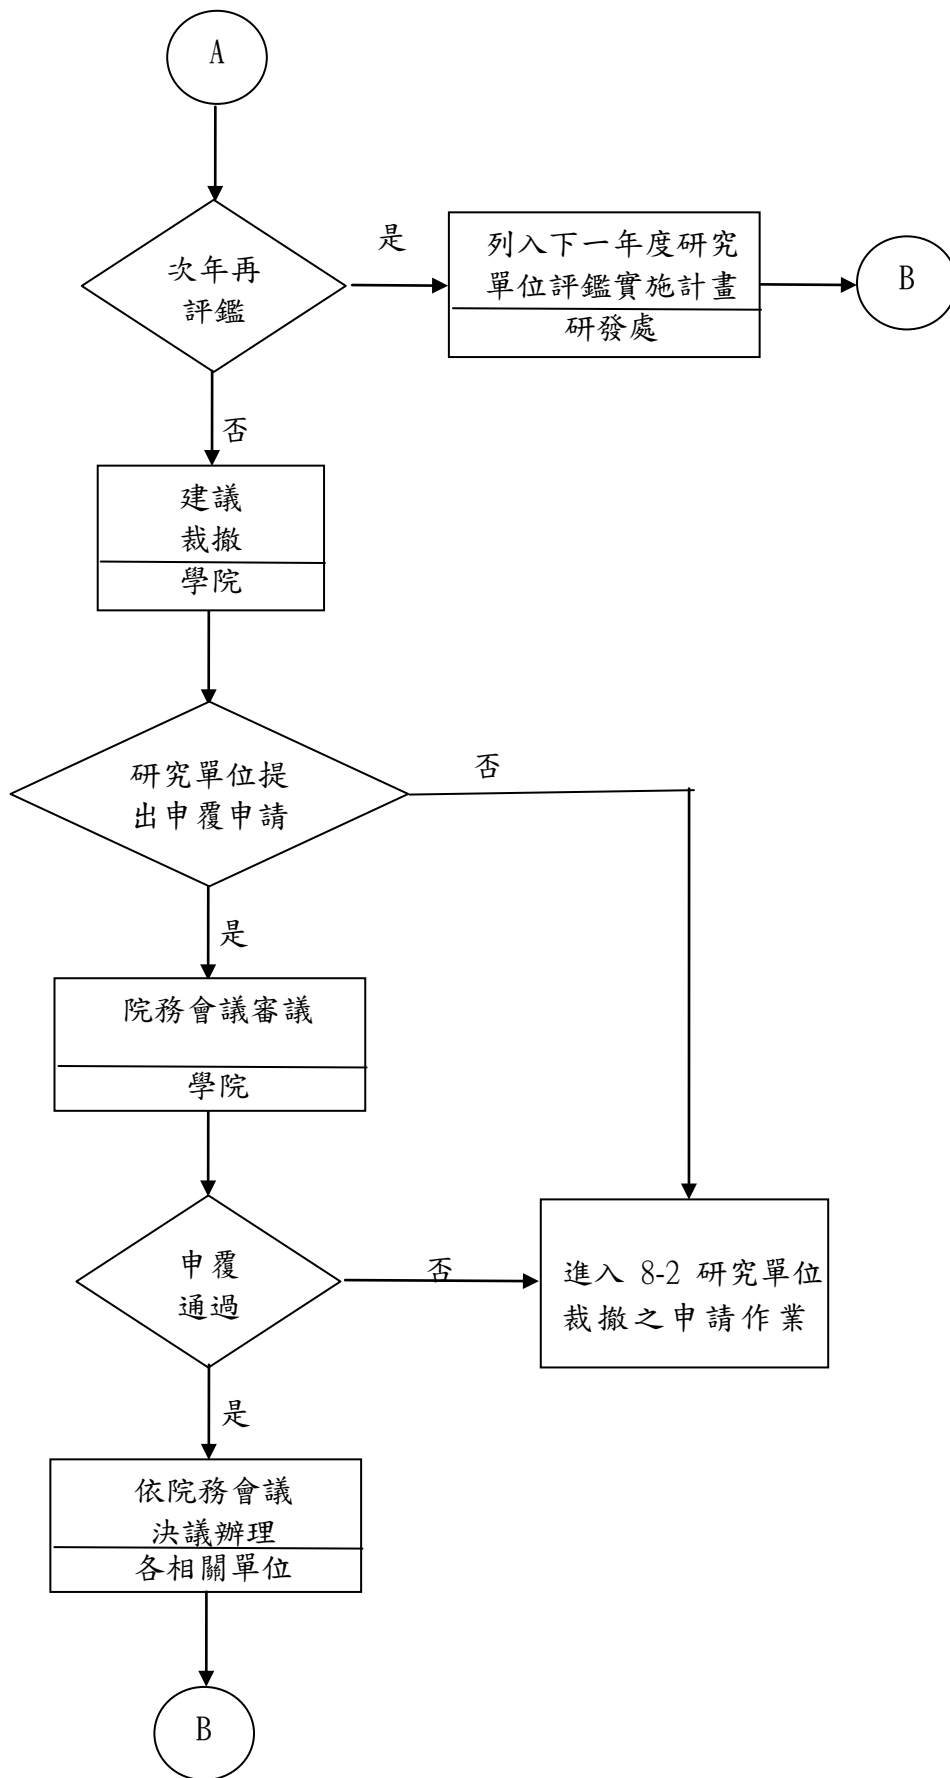 A
次年再
評鑑
是
列入下一年度研究
單位評鑑實施計畫
研發處
B
否
建議
裁撤
學院
研究單位提
出申覆申請
否
是
院務會議審議
學院
申覆
通過
否
進入 8-2 研究單位
裁撤之申請作業
是
依院務會議
決議辦理
各相關單位
B